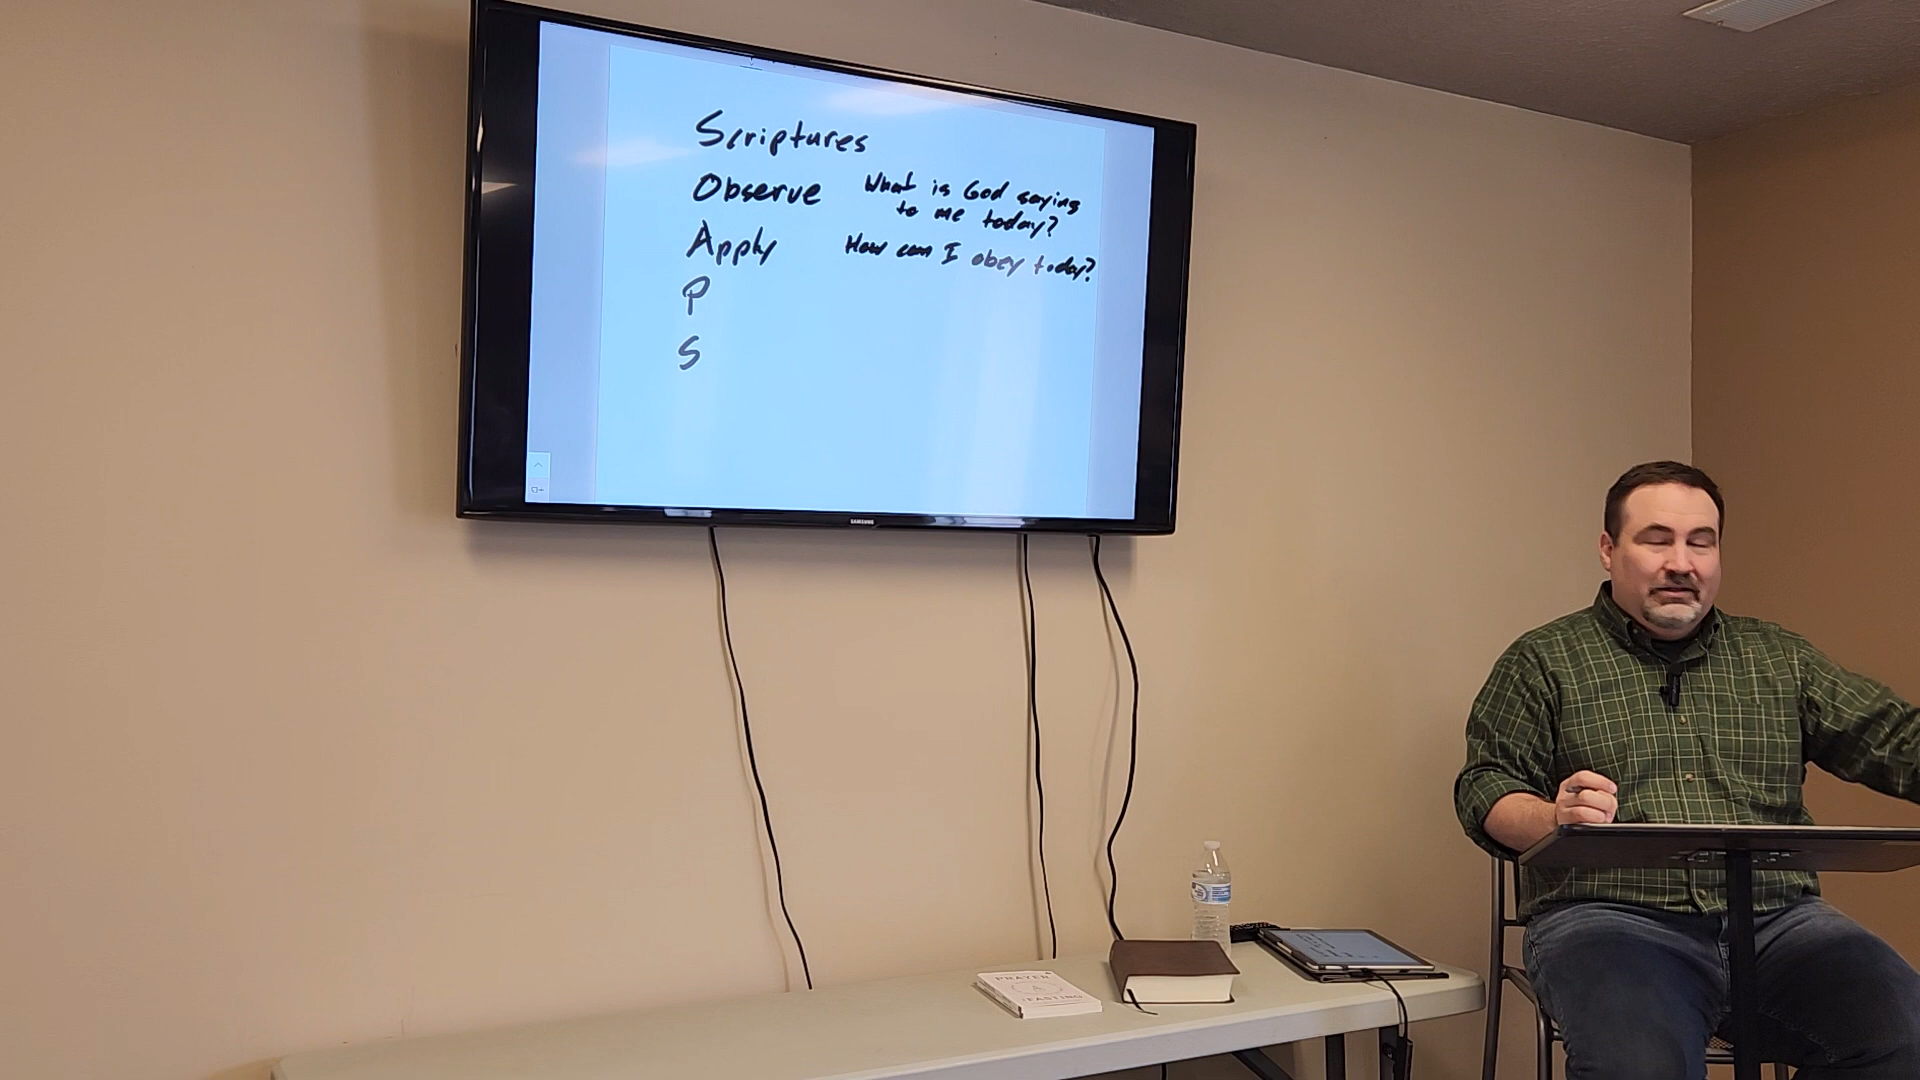 Scriptures
Observe What is God saying
to me today?
Apply How can I obey today?
P
S
SAMSUNG
PRAYER
FASTING